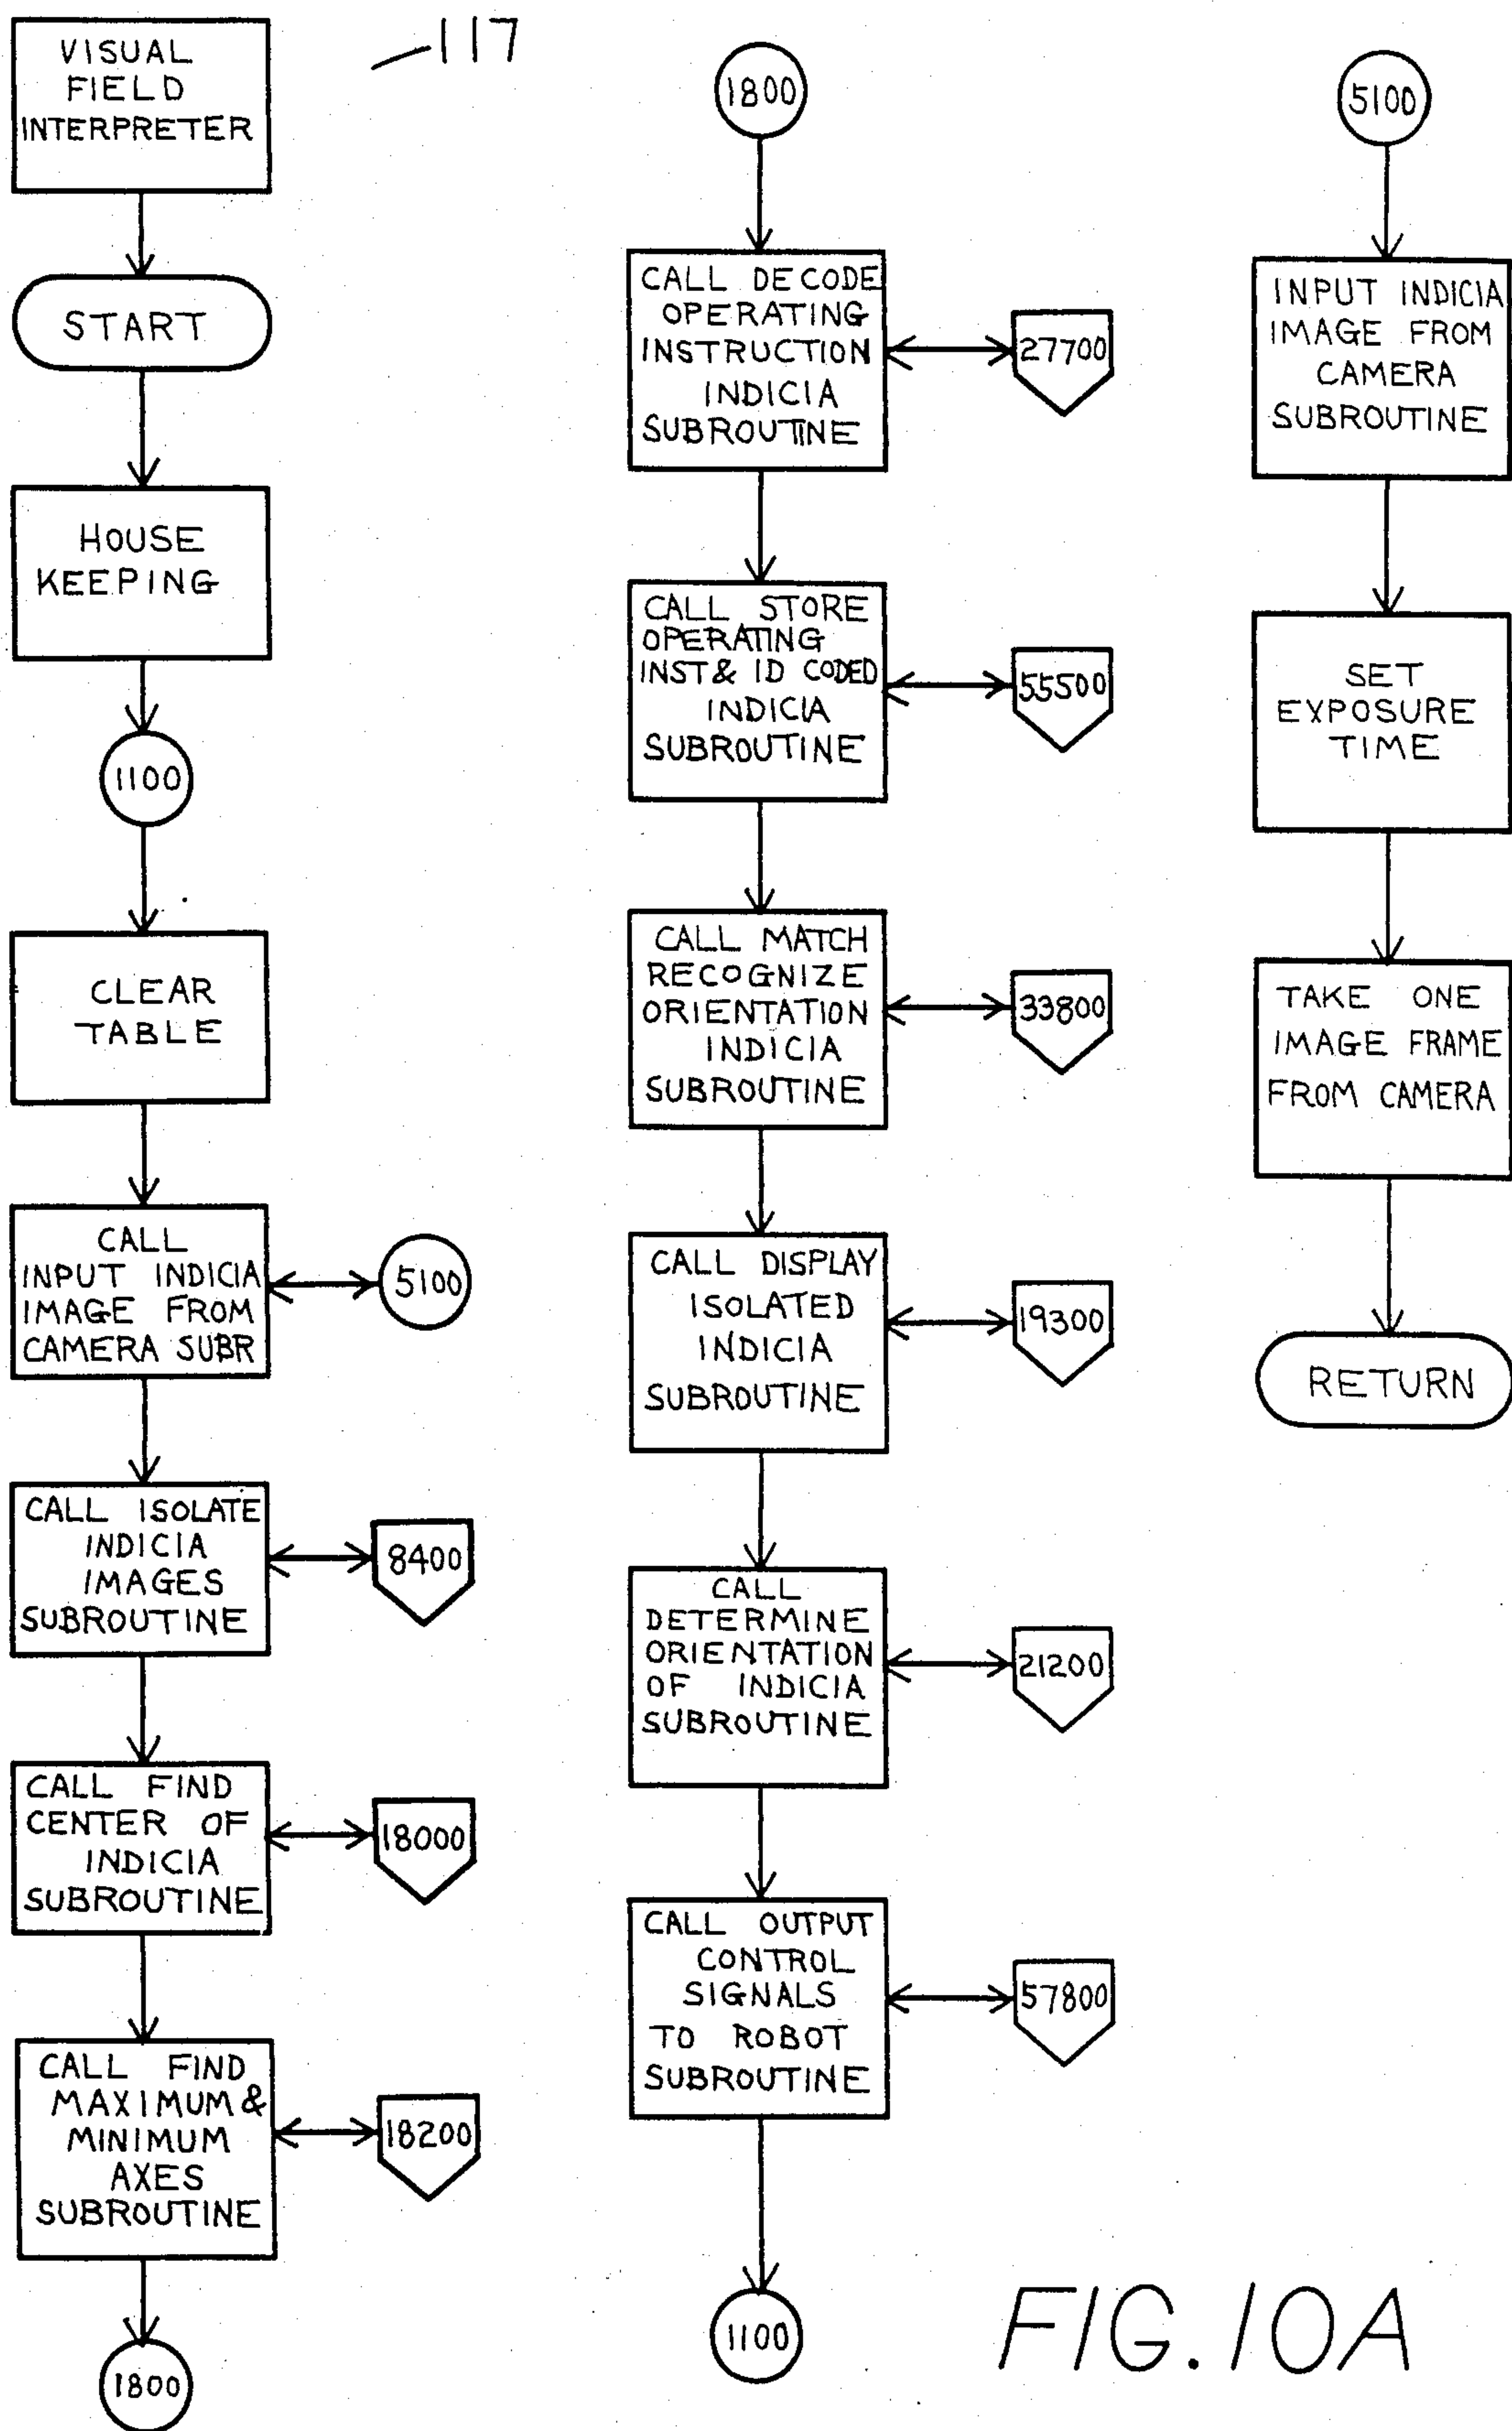 VISUAL
FIELD
INTERPRETER
START
HOUSE
KEEPING
1100
CLEAR
TABLE
CALL
INPUT INDICIA
IMAGE FROM
CAMERA SUBR
5100
CALL ISOLATE
INDICIA
IMAGES
SUBROUTINE
8400
CALL FIND
CENTER OF
INDICIA
SUBROUTINE
18000
CALL FIND
MAXIMUM &
MINIMUM
AXES
SUBROUTINE
18200
1800
117
1800
CALL DECODE
OPERATING
INSTRUCTION
INDICIA
SUBROUTINE
27700
CALL STORE
OPERATING
INST & ID CODED
INDICIA
SUBROUTINE
55500
CALL MATCH
RECOGNIZE
ORIENTATION
INDICIA
SUBROUTINE
33800
CALL DISPLAY
ISOLATED
INDICIA
SUBROUTINE
19300
CALL
DETERMINE
ORIENTATION
OF INDICIA
SUBROUTINE
21200
CALL OUTPUT
CONTROL
SIGNALS
TO ROBOT
SUBROUTINE
57800
1100
5100
INPUT INDICIA
IMAGE FROM
CAMERA
SUBROUTINE
SET
EXPOSURE
TIME
TAKE ONE
IMAGE FRAME
FROM CAMERA
RETURN
FIG. 10A